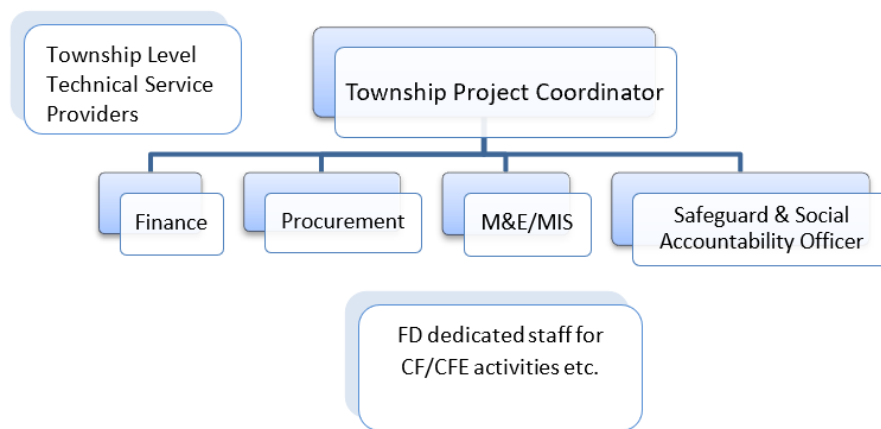 Township Level
Technical Service
Providers
Township Project Coordinator
Finance
Procurement
M&E/MIS
Safeguard & Social
Accountability Officer
FD dedicated staff for
CF/CFE activities etc.